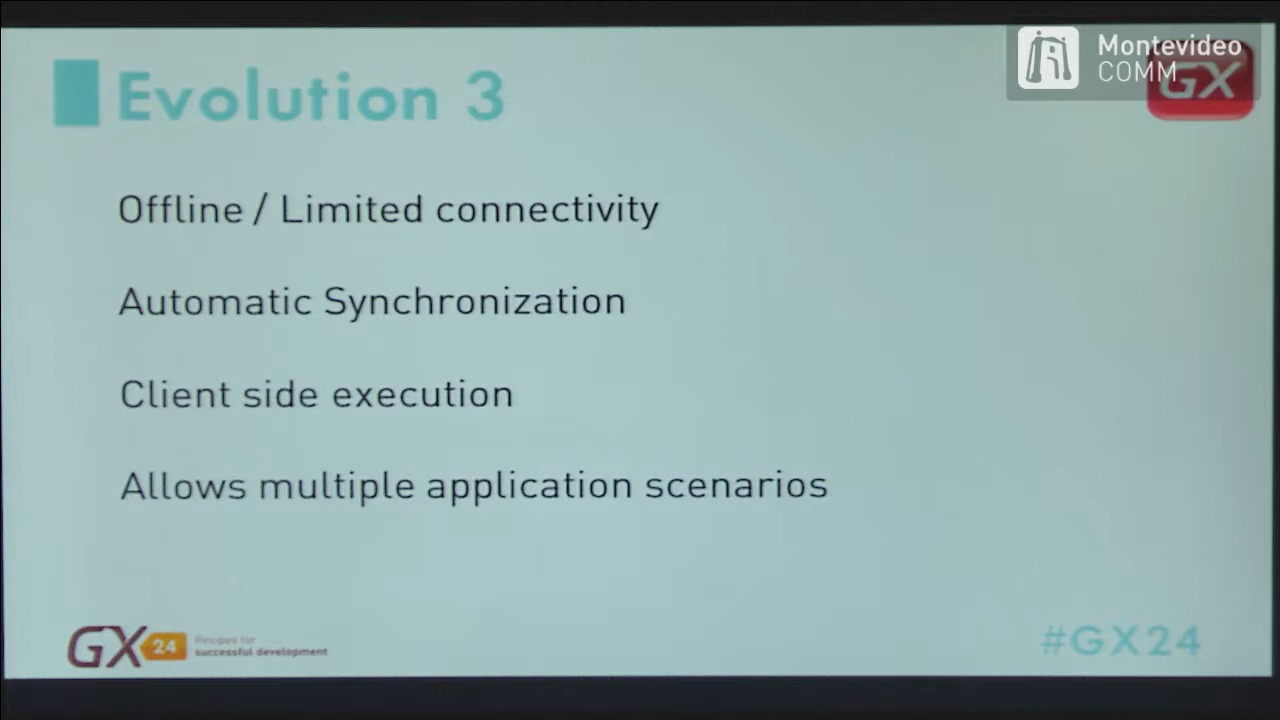 Montevideo
COMM
GX
Evolution 3
Offline / Limited connectivity
Automatic Synchronization
Client side execution
Allows multiple application scenarios
GX 24
Recipes for
successful development
#GX24